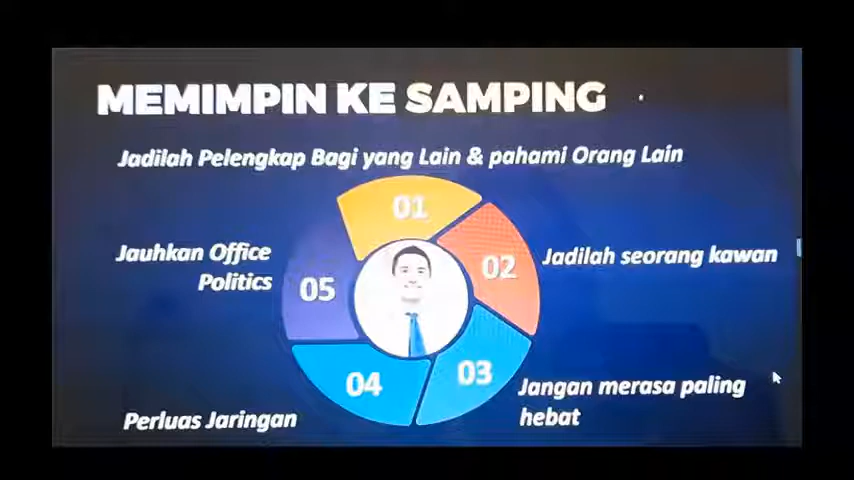 MEMIMPIN KE SAMPING
Jadilah Pelengkap Bagi yang Lain & pahami Orang Lain
01
Jauhkan Office
Politics
05
02
Jadilah seorang kawan
04
03
Jangan merasa paling
hebat
Perluas Jaringan